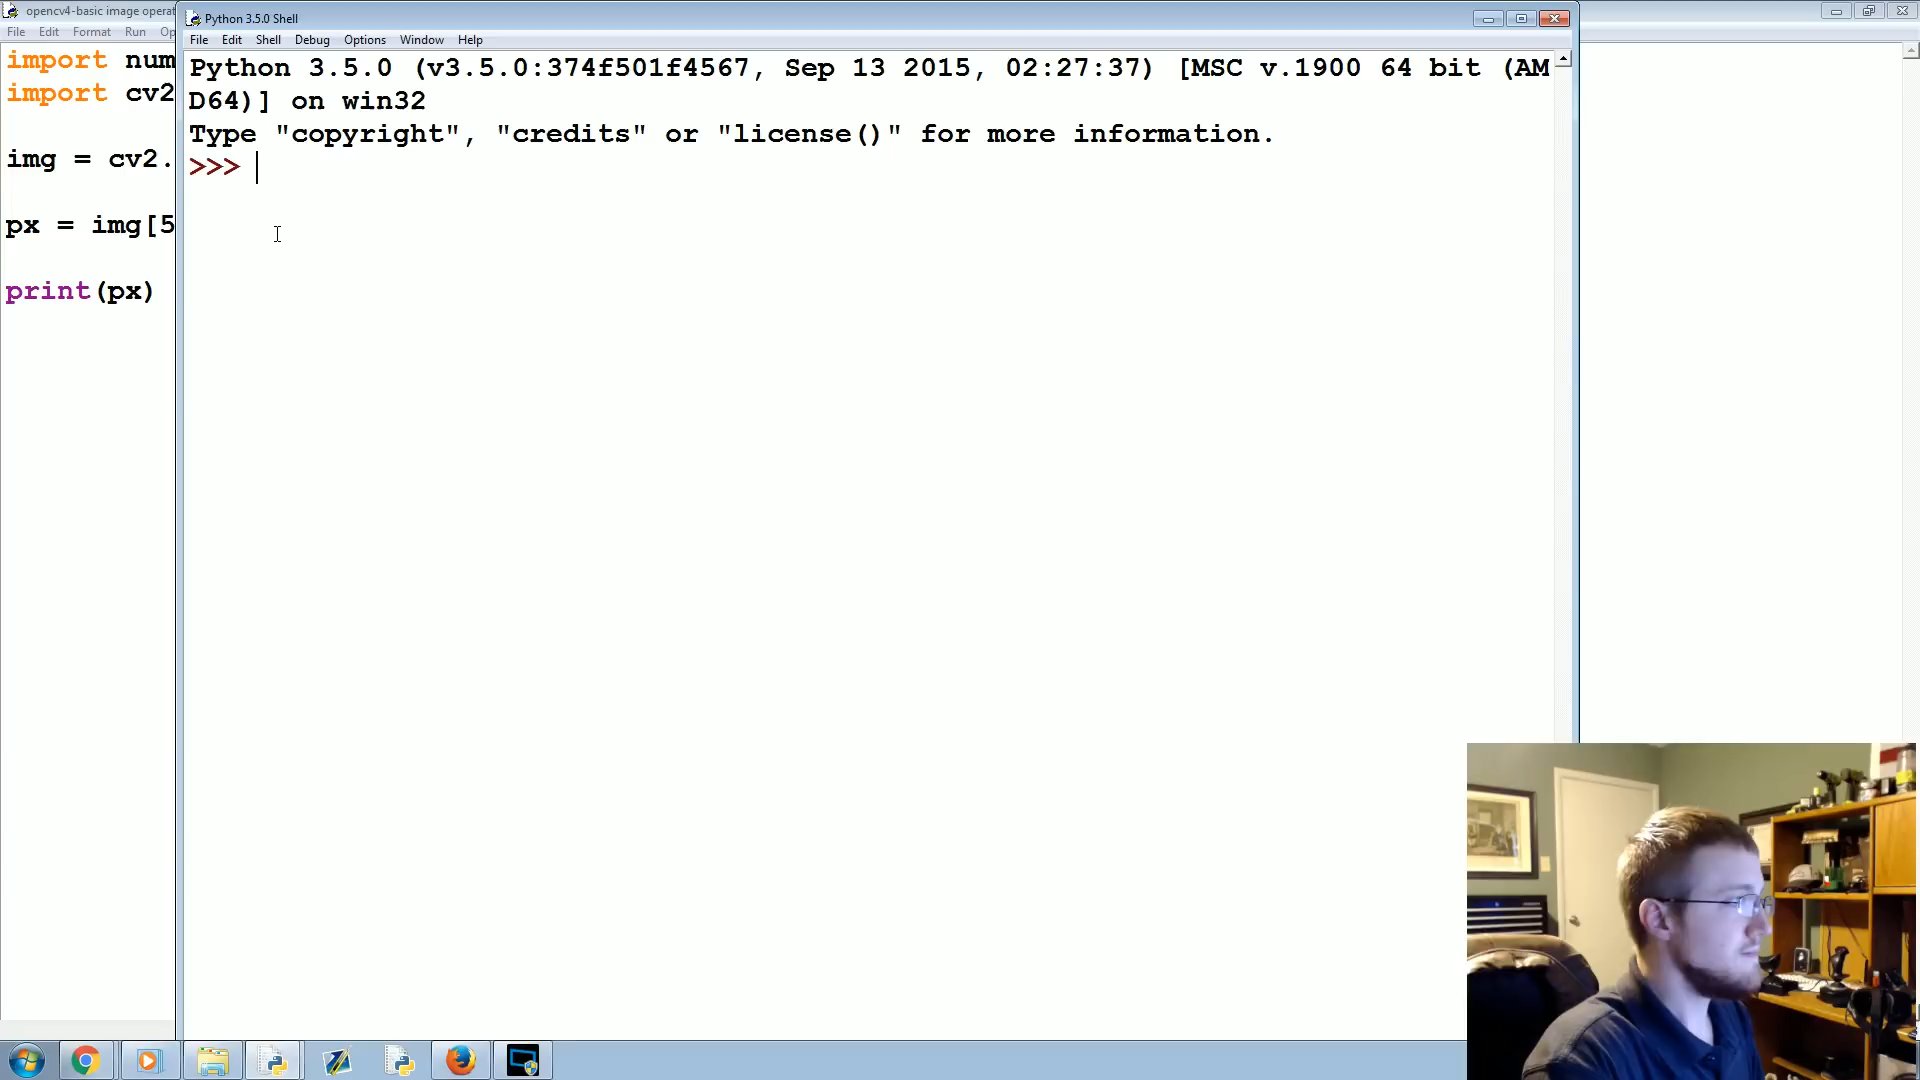 opencv4-basic image operat
File Edit Format Run Op
import num
import cv2
img = cv2.
px = img[5
print(px)
Python 3.5.0 Shell
File Edit Shell Debug Options Window Help
Python 3.5.0 (v3.5.0:374f501f4567, Sep 13 2015, 02:27:37) [MSC v.1900 64 bit (AM
D64)] on win32
Type "copyright", "credits" or "license()" for more information.
>>>